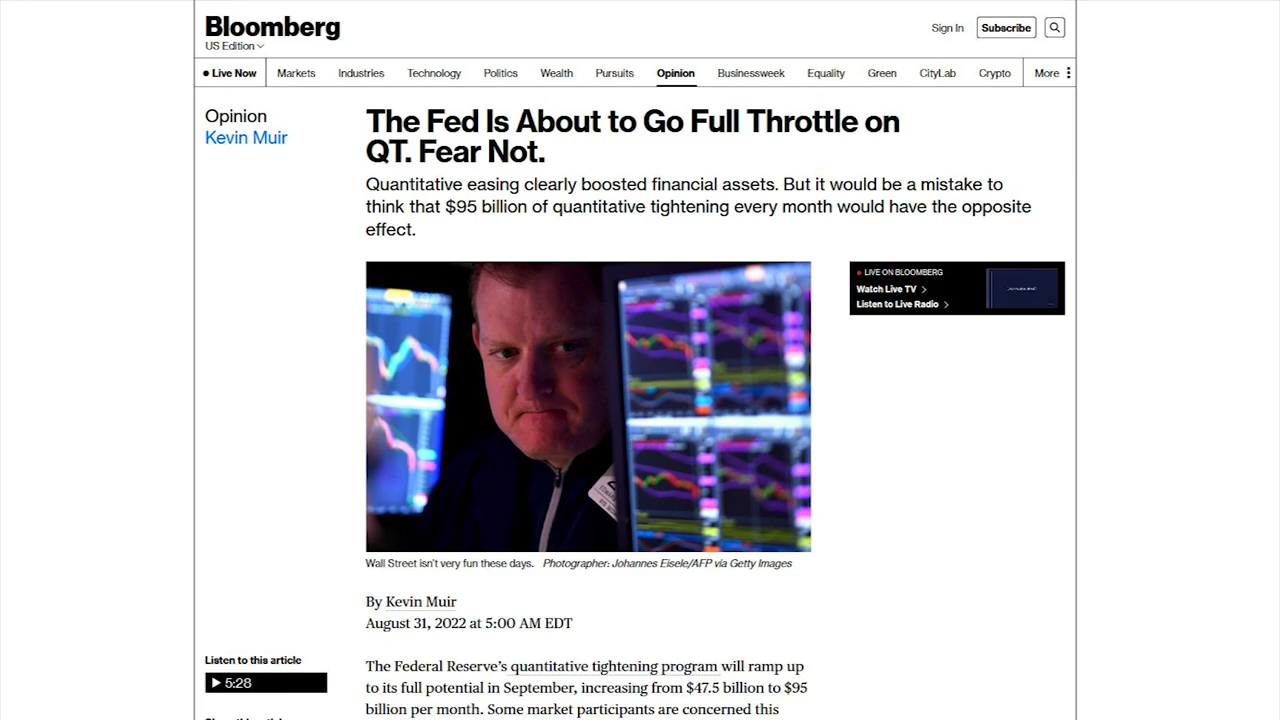 Bloomberg
US Edition
Sign In
Subscribe
Live Now
Markets
Industries
Technology
Politics
Wealth
Pursuits
Opinion
Businessweek
Equality
Green
CityLab
Crypto
More
Opinion
Kevin Muir
The Fed Is About to Go Full Throttle on
QT. Fear Not.
Quantitative easing clearly boosted financial assets. But it would be a mistake to
think that $95 billion of quantitative tightening every month would have the opposite
effect.
LIVE ON BLOOMBERG
Watch Live TV
Listen to Live Radio
Wall Street isn't very fun these days. Photographer: Johannes Eisele/AFP via Getty Images
By Kevin Muir
August 31, 2022 at 5:00 AM EDT
Listen to this article
5:28
The Federal Reserve's quantitative tightening program will ramp up
to its full potential in September, increasing from $47.5 billion to $95
billion per month. Some market participants are concerned this